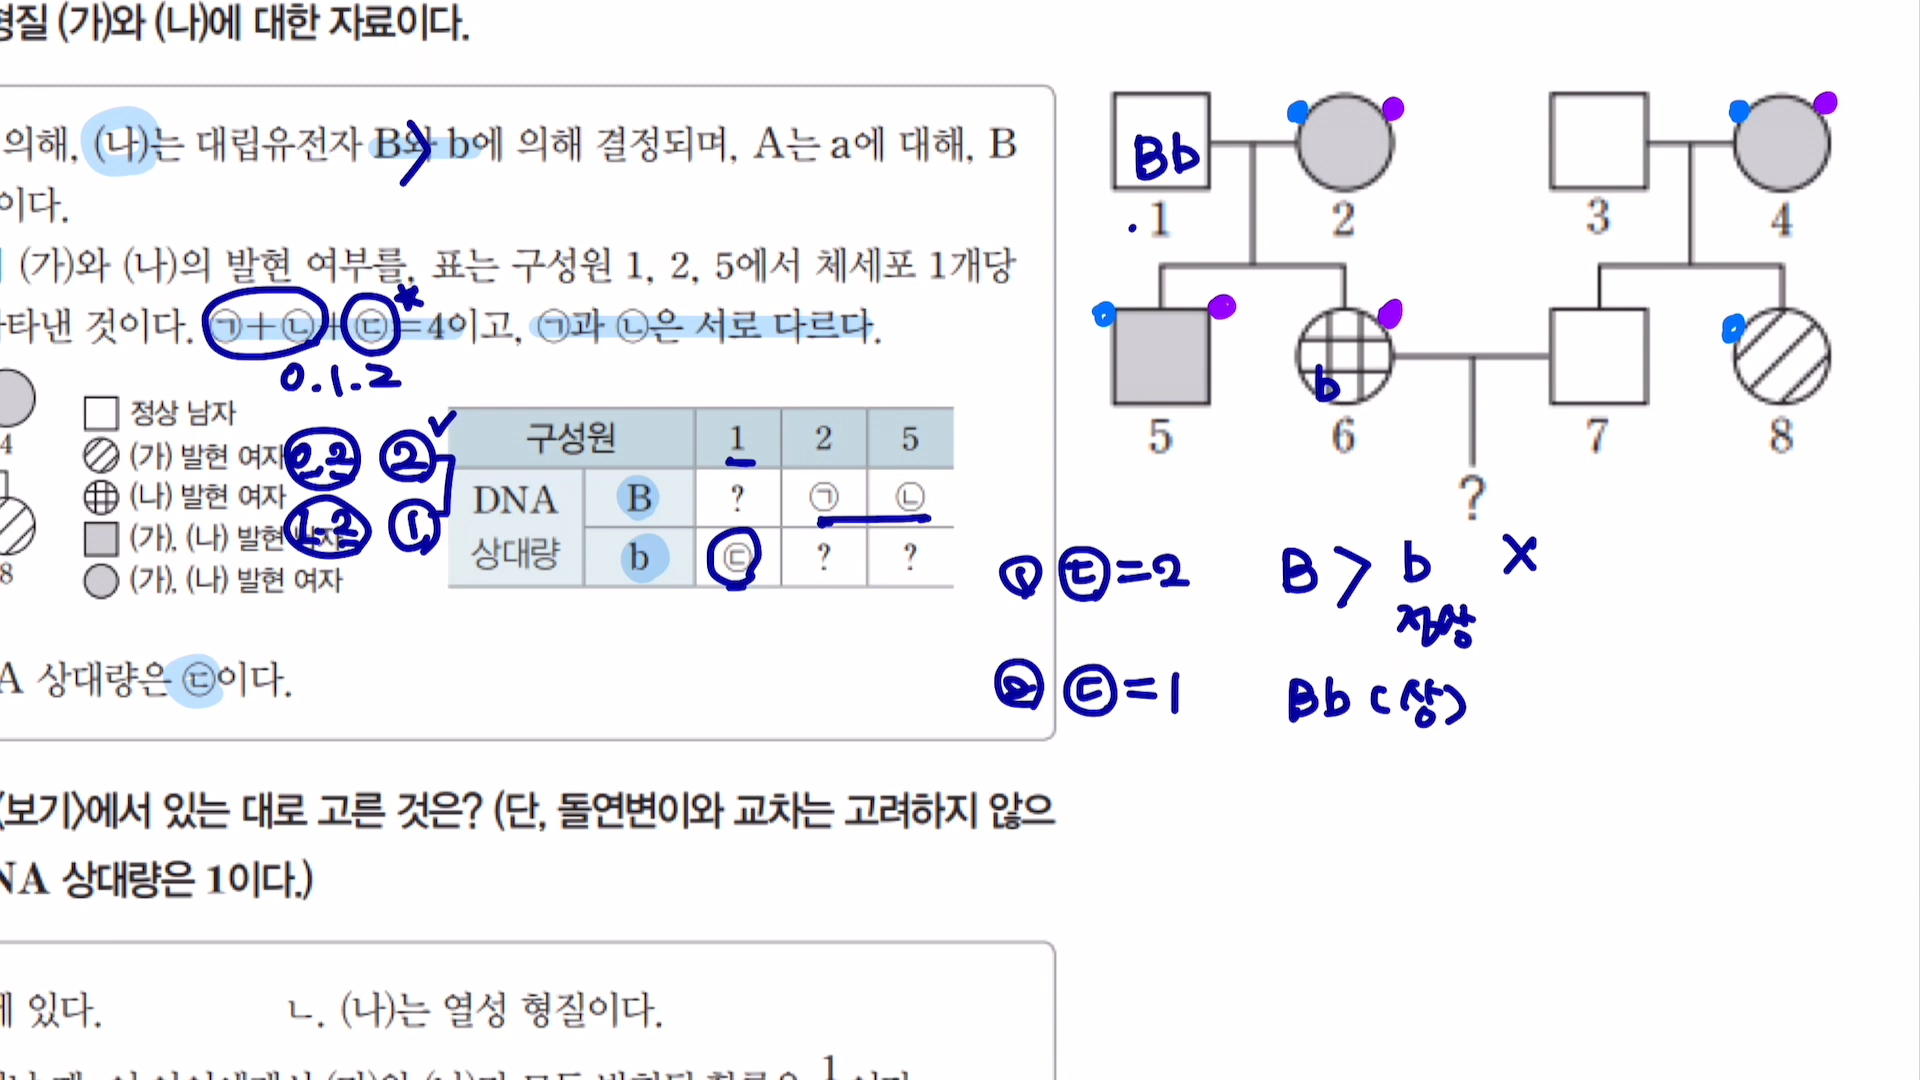 형질 (가)와 (나)에 대한 자료이다.
의해, (나)는 대립유전자 B와 b에 의해 결정되며, A는 a에 대해, B
이다.
(가)와 (나)의 발현 여부를, 표는 구성원 1, 2, 5에서 체세포 1개당
타낸 것이다. ㉠+㉡+㉢=4이고, ㉠과 ㉡은 서로 다르다.
0.1.2
4
8
정상 남자
(가) 발현 여자
(나) 발현 여자
(가), (나) 발현 남자
(가), (나) 발현 여자
0.2 ②
1.2 ①
구성원 1 2 5
DNA 상대량 B ? ㉠ ㉡
b ㉢ ? ?
A 상대량은 ㉢이다.
Bb
1 2 3 4
b
5 6 7 8
?
① ㉢=2 B > b X
정상
② ㉢=1 Bb (상)
〈보기〉에서 있는 대로 고른 것은? (단, 돌연변이와 교차는 고려하지 않으
NA 상대량은 1이다.)
에 있다. ㄴ. (나)는 열성 형질이다.